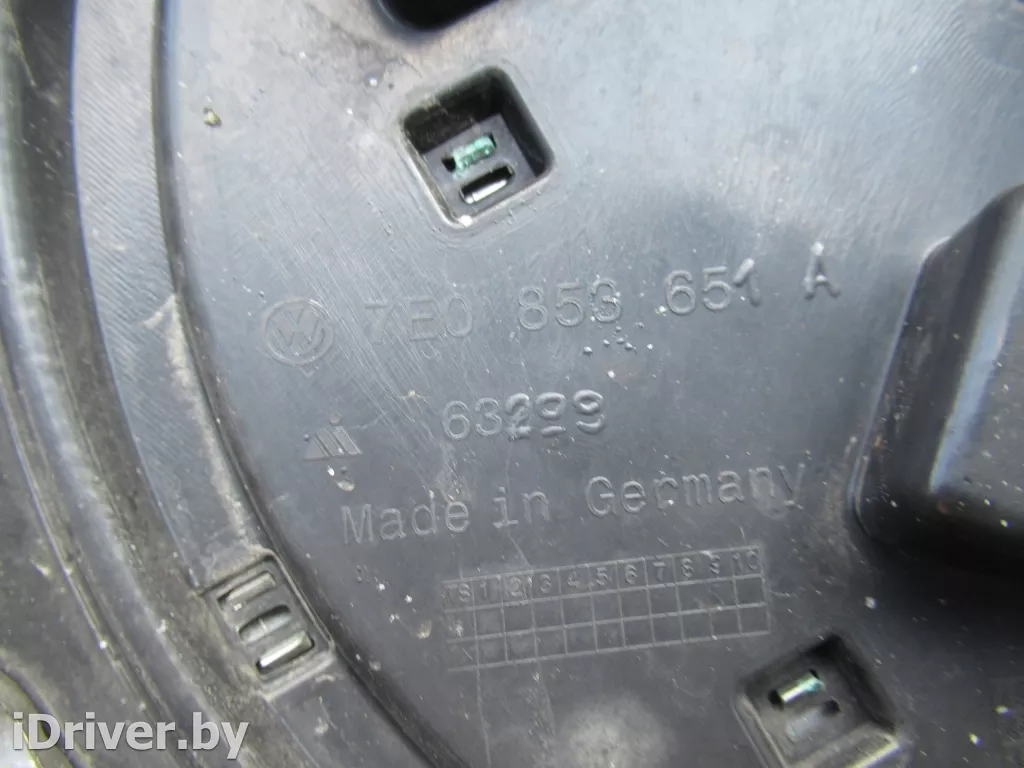 7E0 853 651 A
63299
Made in Germany
1 2 3 4 5 6 7 8 9 10
iDriver.by